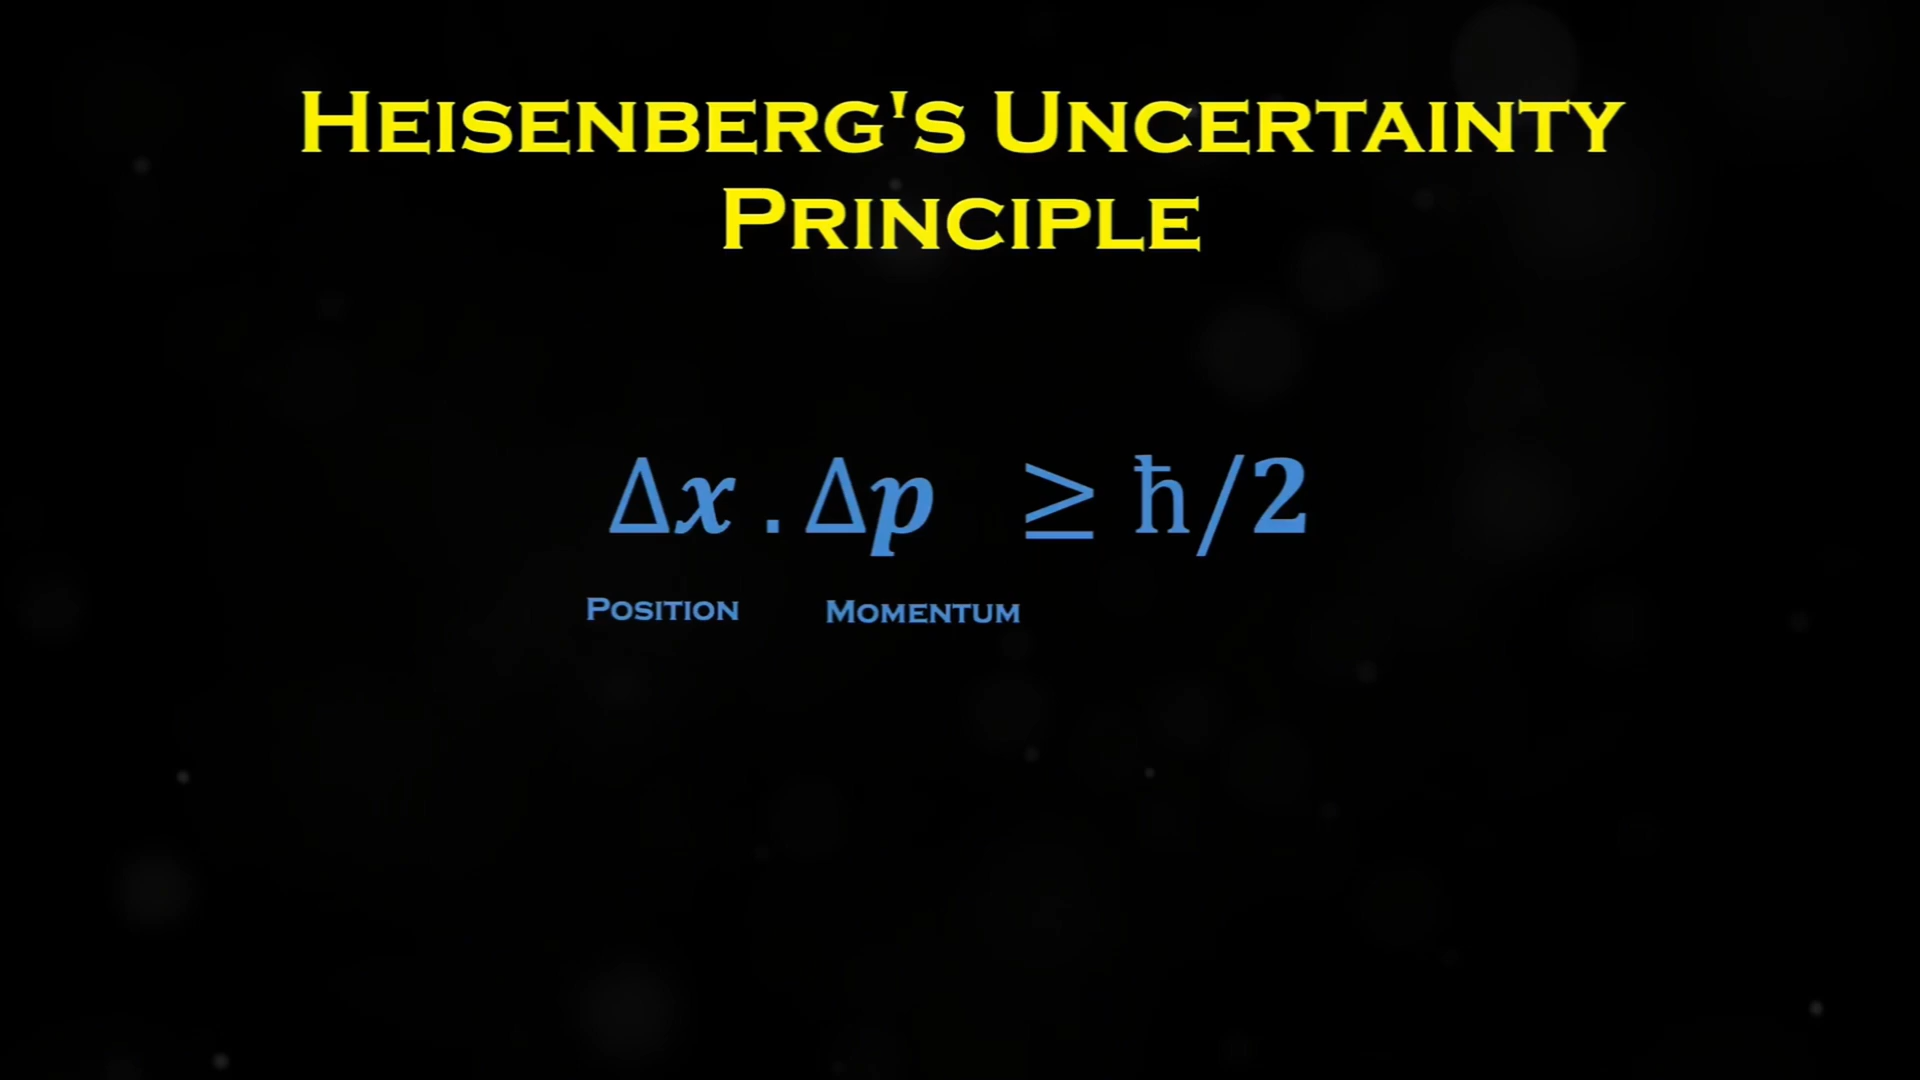 HEISENBERG'S UNCERTAINTY
PRINCIPLE
Δx . Δp ≥ ħ/2
POSITION MOMENTUM